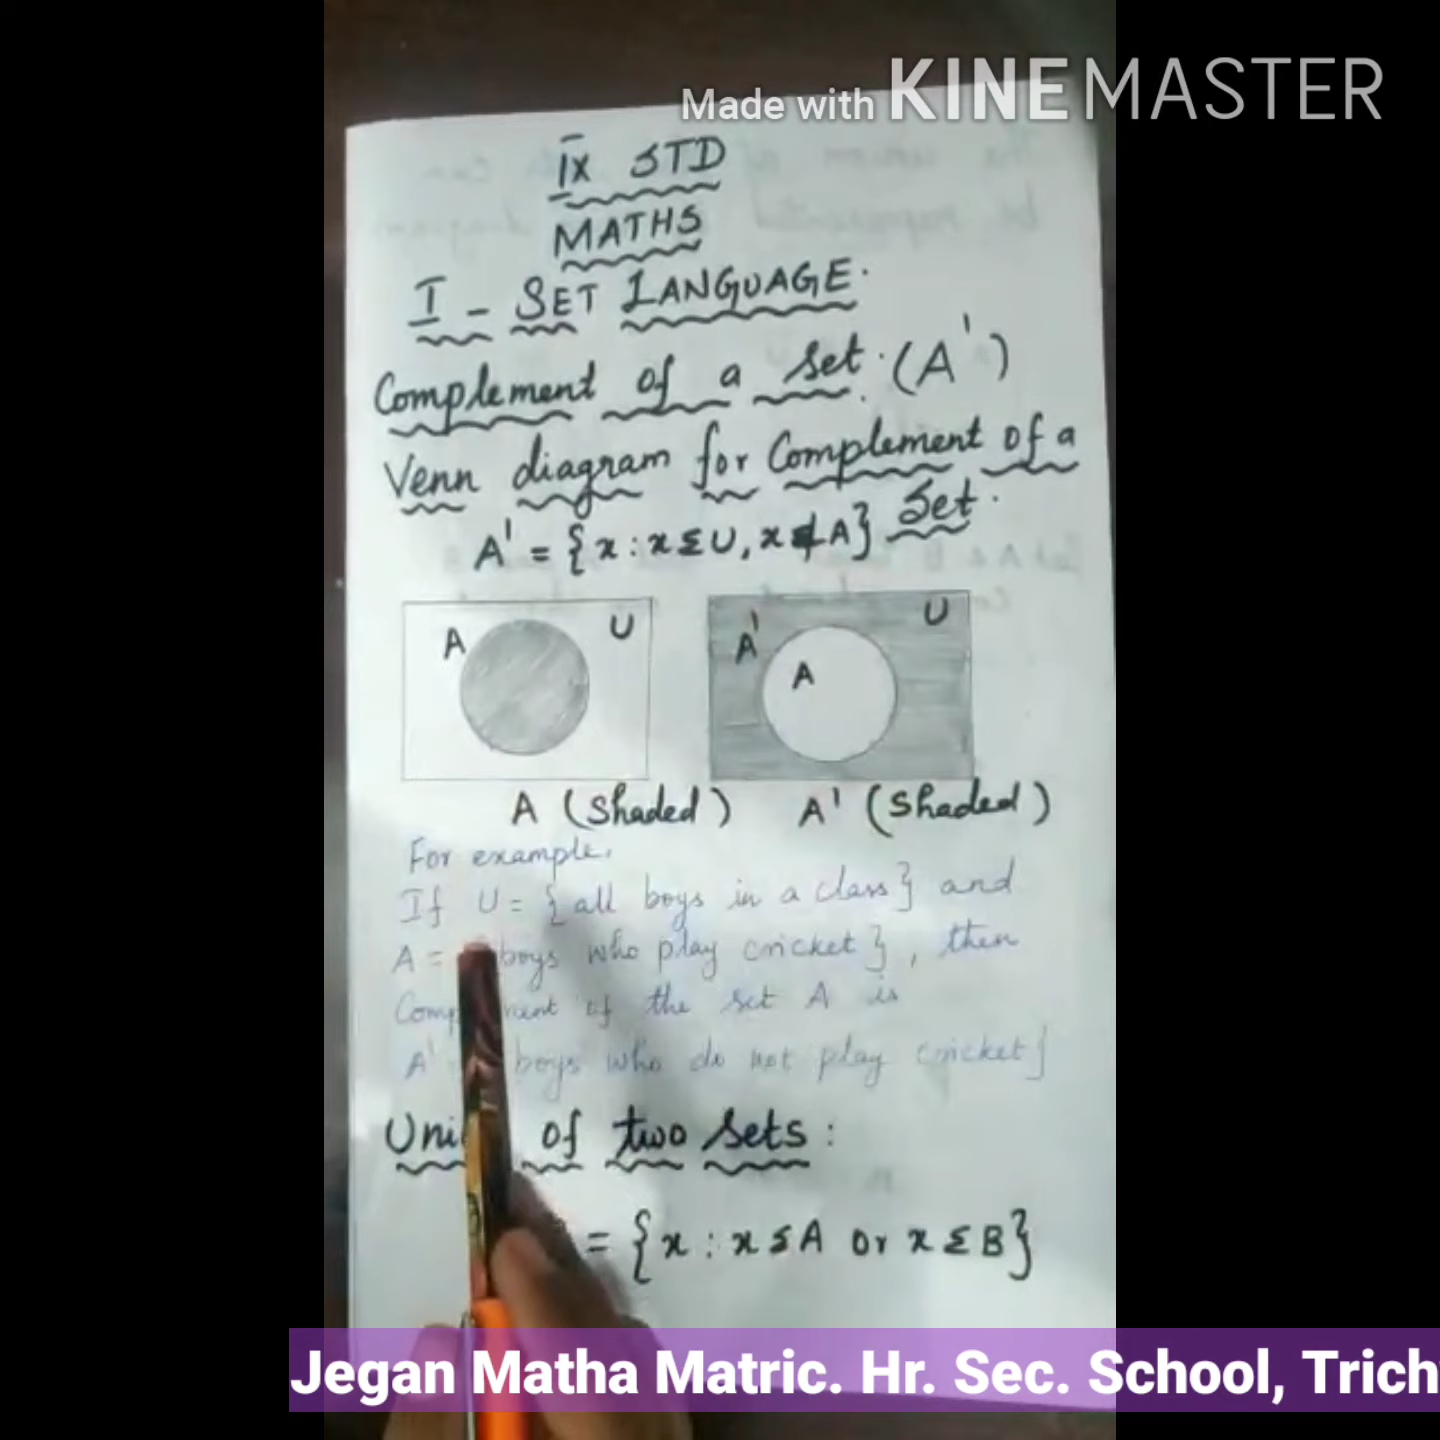 Made with KINEMASTER
IX STD
MATHS
I - SET LANGUAGE.
Complement of a set. (A')
Venn diagram for Complement of a
Set.
A' = {x : x Σ U, x ∉ A}
A U
A' A U
A (Shaded) A' (Shaded)
For example,
If U = {all boys in a class} and
A = boys who play cricket}, then
of the set A is
A' boys who do not play cricket}
of two sets :
= {x : x Σ A or x Σ B}
Jegan Matha Matric. Hr. Sec. School, Trich